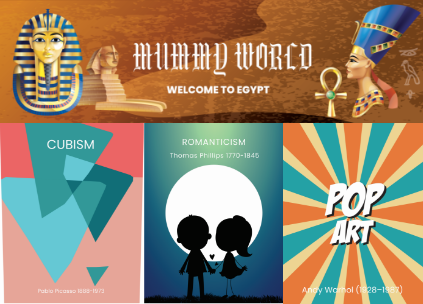 MUMMY WORLD
WELCOME TO EGYPT
CUBISM
Pablo Picasso 1808-1973
ROMANTICISM
Thomas Phillips 1770-1845
POP
ART
Andy Warhol (1928–1987)